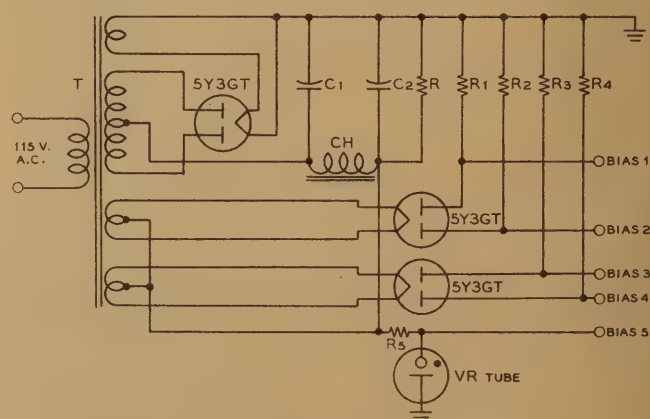 T
5Y3GT
C1
C2
R
R1
R2
R3
R4
115 V.
A.C.
CH
BIAS 1
5Y3GT
BIAS 2
BIAS 3
5Y3GT
BIAS 4
R5
BIAS 5
VR TUBE